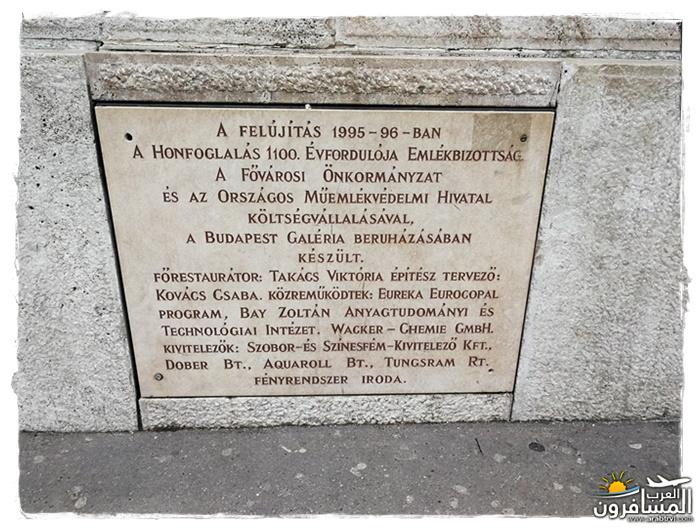 A FELÚJÍTÁS 1995-96-BAN
A HONFOGLALÁS 1100. ÉVFORDULÓJA EMLÉKBIZOTTSÁG
A FŐVÁROSI ÖNKORMÁNYZAT
ÉS AZ ORSZÁGOS MŰEMLÉKVÉDELMI HIVATAL
KÖLTSÉGVÁLLALÁSÁVAL,
A BUDAPEST GALÉRIA BERUHÁZÁSÁBAN
KÉSZÜLT.
FŐRESTAURÁTOR: TAKÁCS VIKTÓRIA ÉPÍTÉSZ TERVEZŐ:
KOVÁCS CSABA. KÖZREMŰKÖDTEK: EUREKA EUROCOPAL
PROGRAM, BAY ZOLTÁN ANYAGTUDOMÁNYI ÉS
TECHNOLÓGIAI INTÉZET. WACKER-CHEMIE GMBH.
KIVITELEZŐK: SZOBOR-ÉS SZÍNESFÉM-KIVITELEZŐ KFT.,
DOBER BT., AQUAROLL BT., TUNGSRAM RT.
FÉNYRENDSZER IRODA.
العرب
المسافرون
www.arabtrvl.com